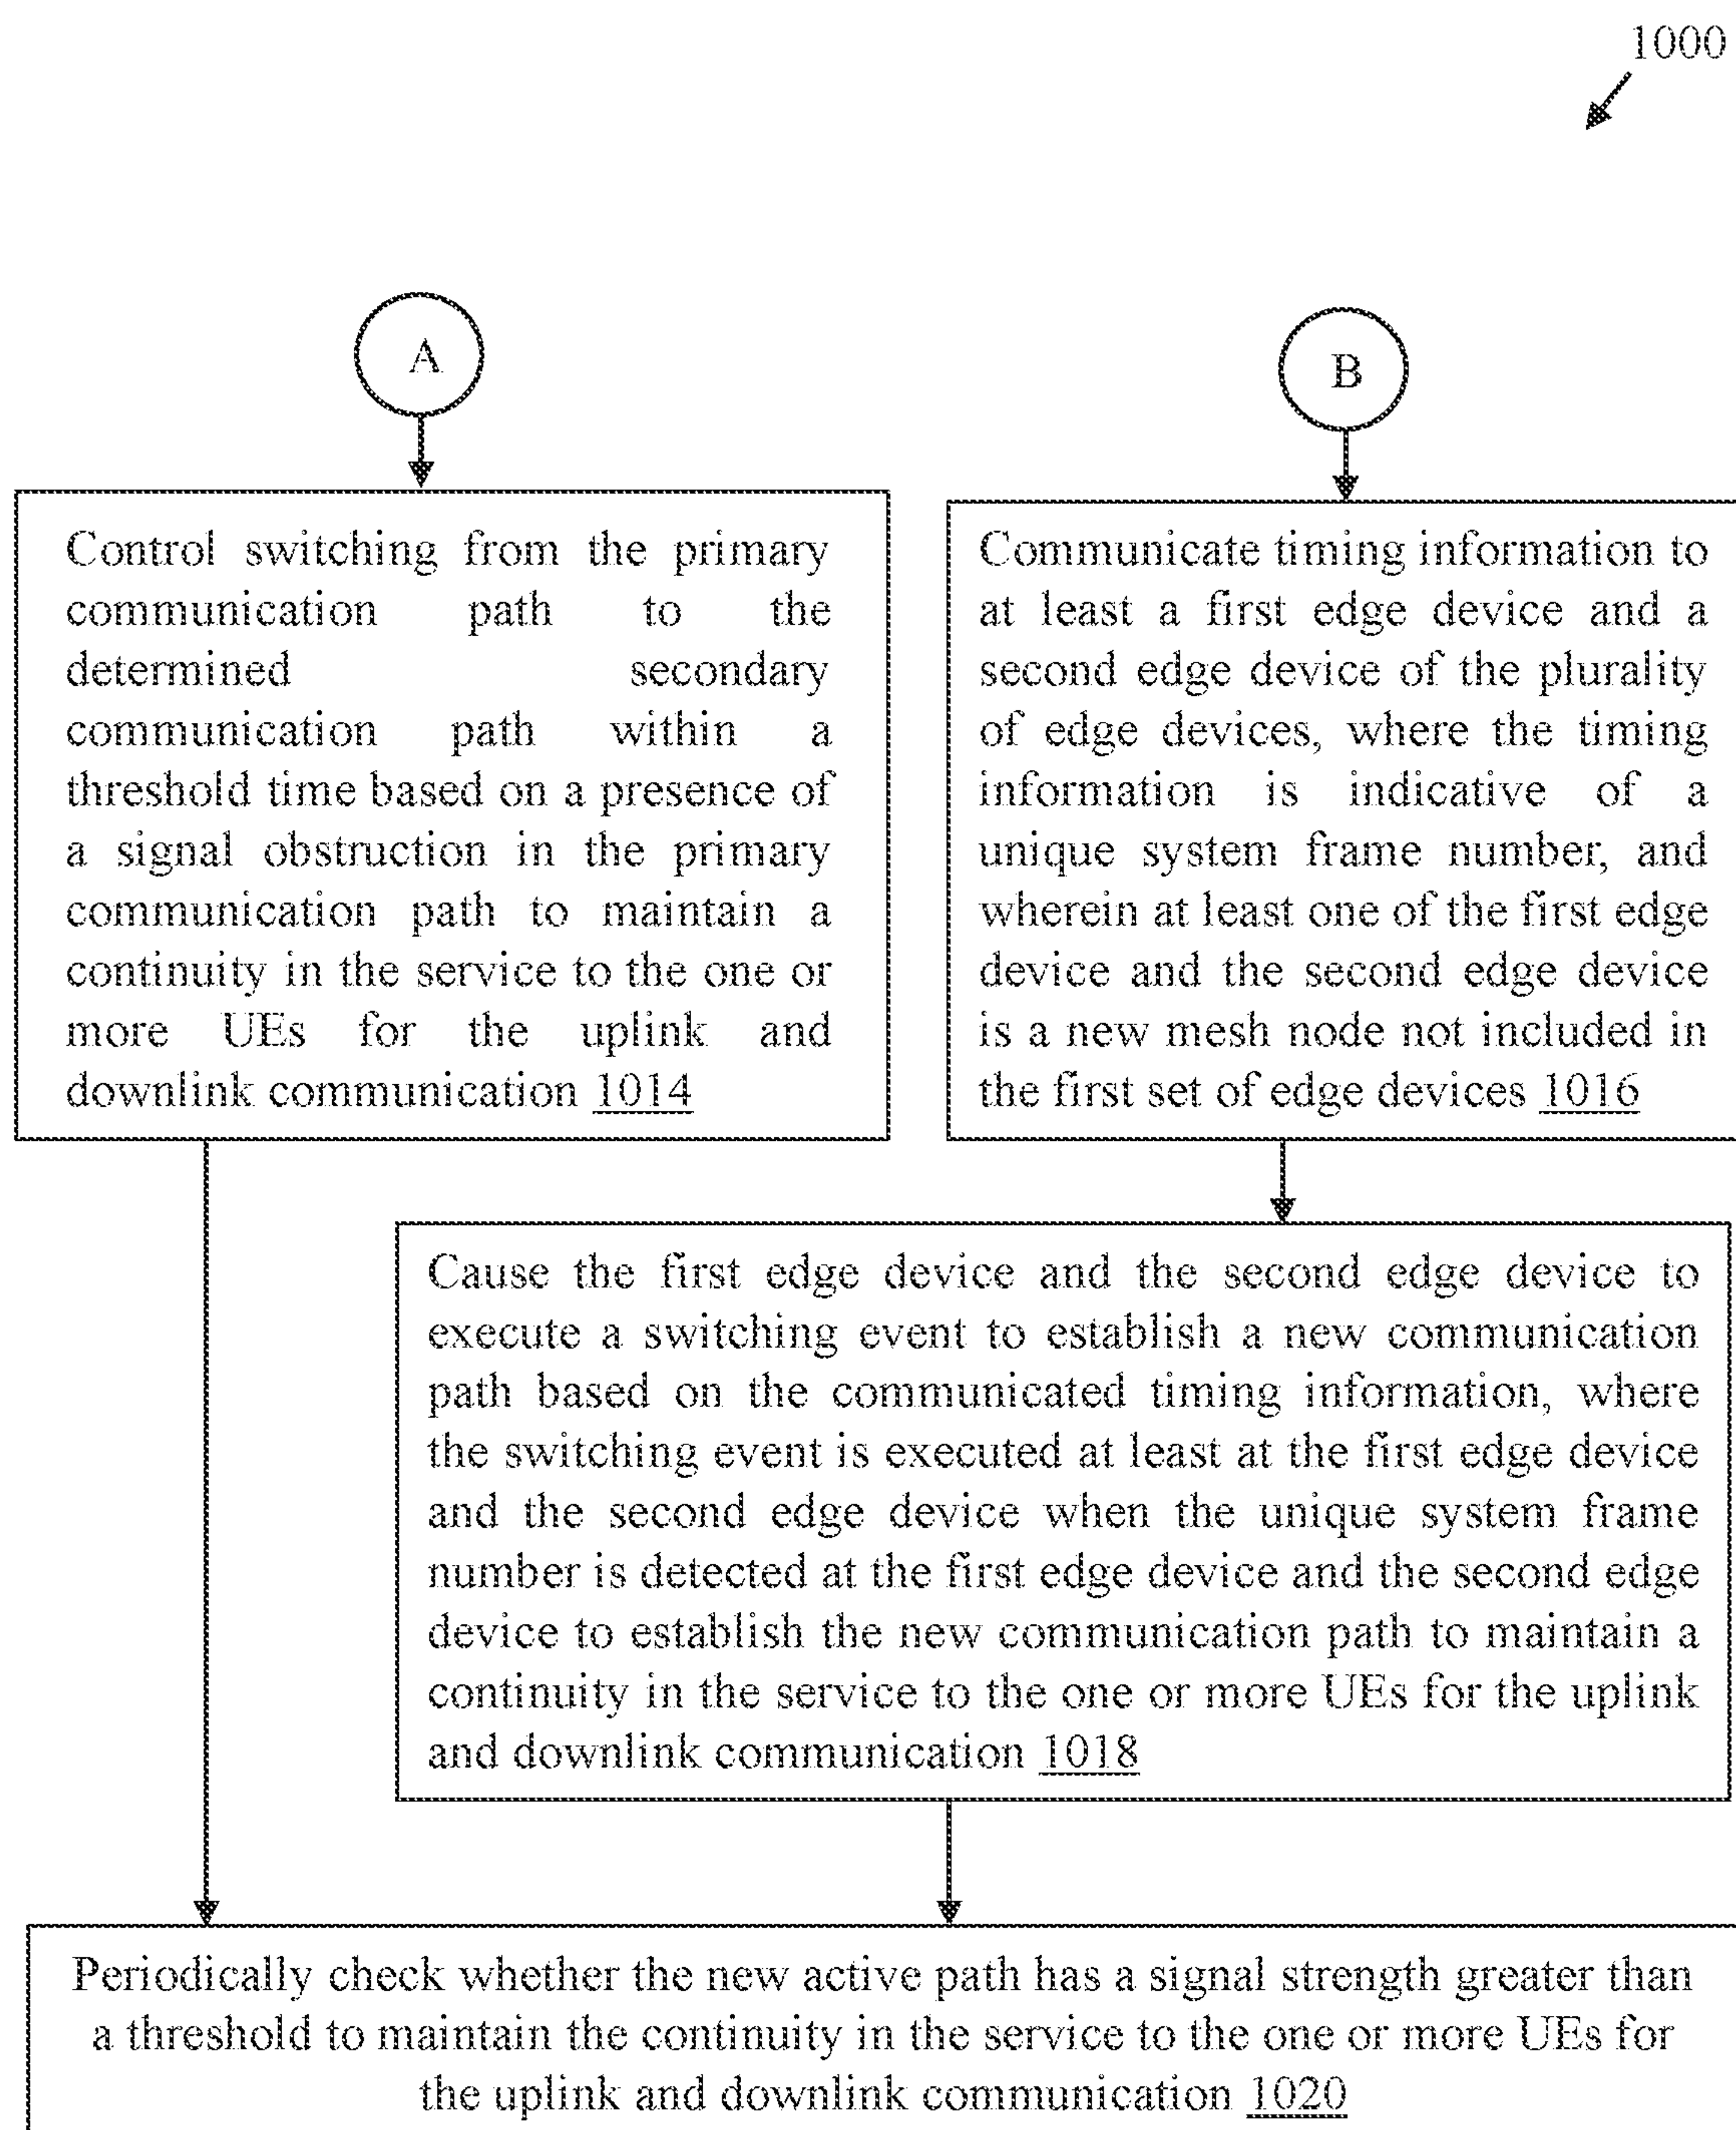 1000
A
B
Control switching from the primary
communication path to the
determined secondary
communication path within a
threshold time based on a presence of
a signal obstruction in the primary
communication path to maintain a
continuity in the service to the one or
more UEs for the uplink and
downlink communication 1014
Communicate timing information to
at least a first edge device and a
second edge device of the plurality
of edge devices, where the timing
information is indicative of a
unique system frame number, and
wherein at least one of the first edge
device and the second edge device
is a new mesh node not included in
the first set of edge devices 1016
Cause the first edge device and the second edge device to
execute a switching event to establish a new communication
path based on the communicated timing information, where
the switching event is executed at least at the first edge device
and the second edge device when the unique system frame
number is detected at the first edge device and the second edge
device to establish the new communication path to maintain a
continuity in the service to the one or more UEs for the uplink
and downlink communication 1018
Periodically check whether the new active path has a signal strength greater than
a threshold to maintain the continuity in the service to the one or more UEs for
the uplink and downlink communication 1020